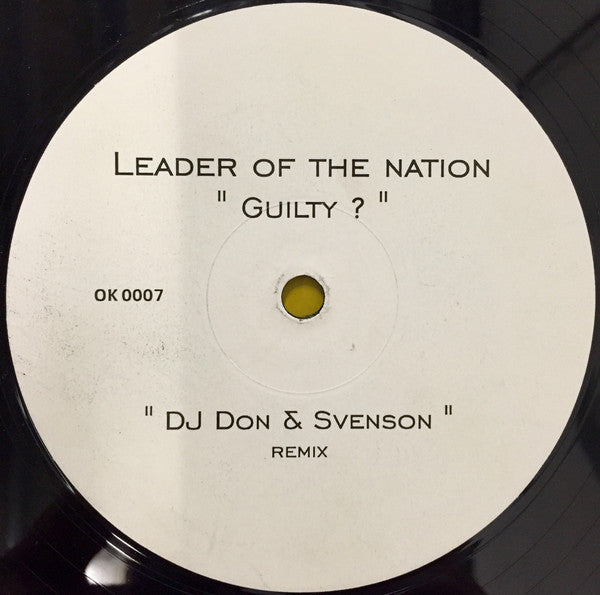 LEADER OF THE NATION
" GUILTY ? "
OK 0007
" DJ DON & SVENSON "
REMIX